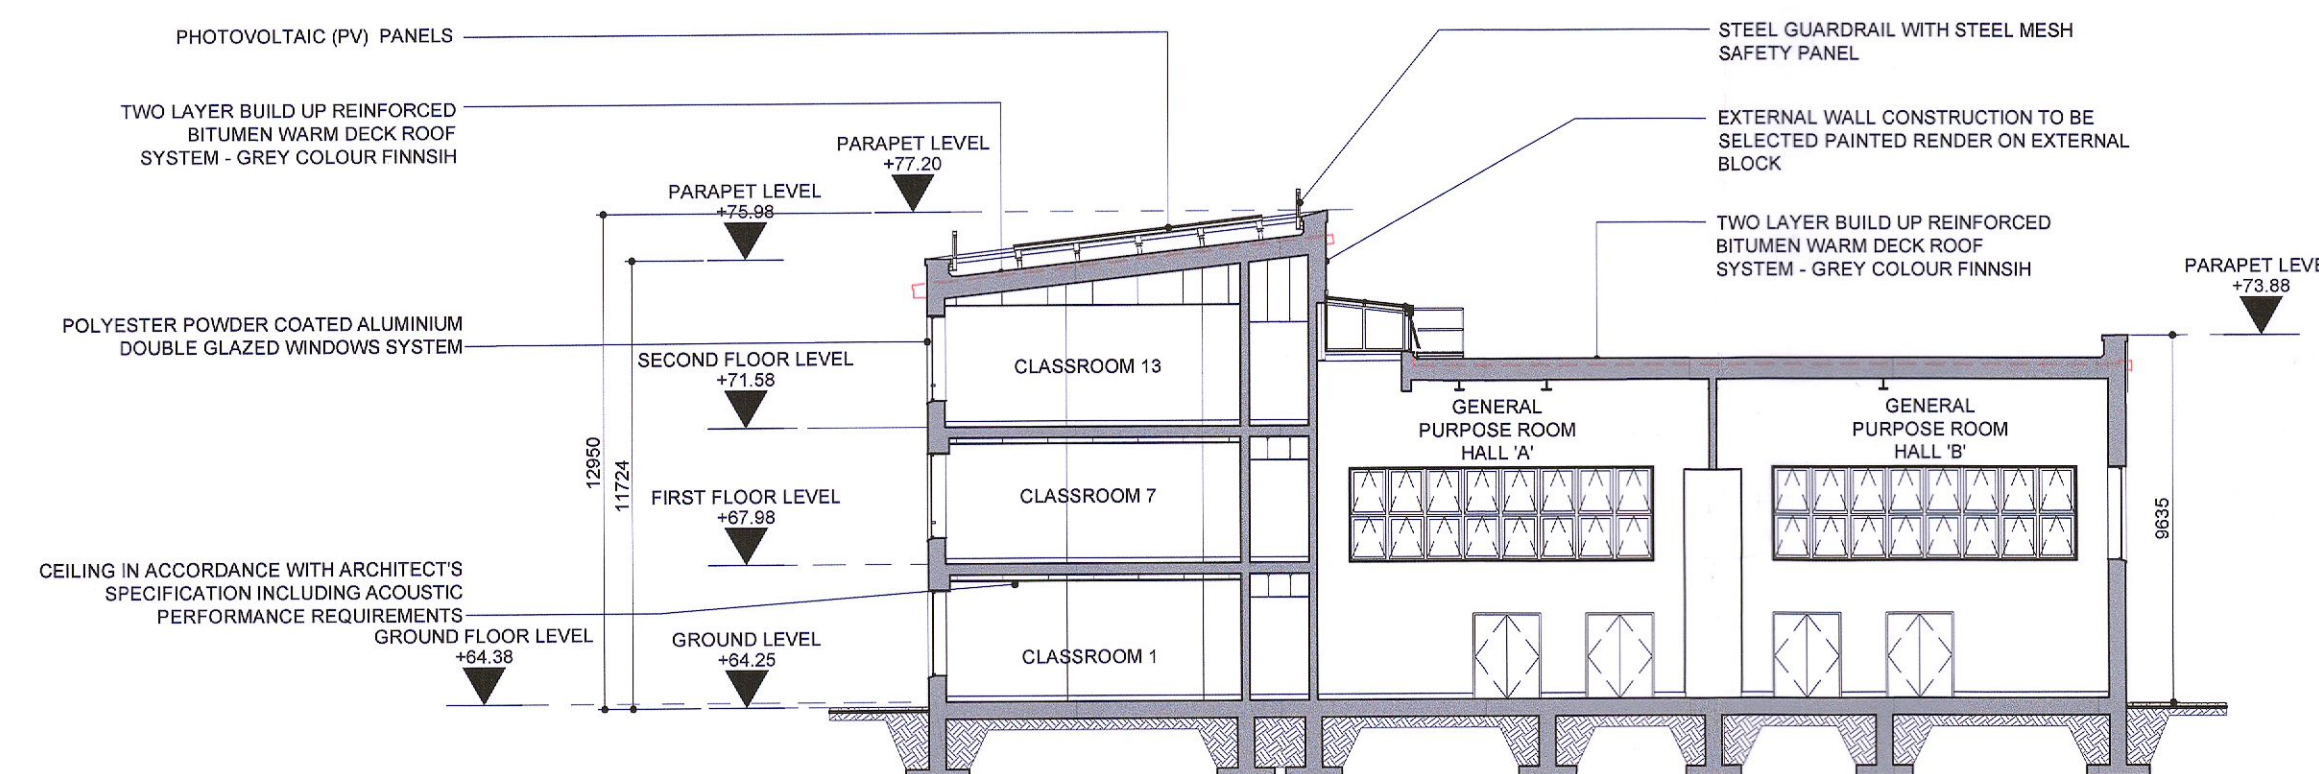 PHOTOVOLTAIC (PV) PANELS
TWO LAYER BUILD UP REINFORCED
BITUMEN WARM DECK ROOF
SYSTEM - GREY COLOUR FINNSIH
PARAPET LEVEL
+77.20
PARAPET LEVEL
+75.98
POLYESTER POWDER COATED ALUMINIUM
DOUBLE GLAZED WINDOWS SYSTEM
SECOND FLOOR LEVEL
+71.58
12950
11724
FIRST FLOOR LEVEL
+67.98
CEILING IN ACCORDANCE WITH ARCHITECT'S
SPECIFICATION INCLUDING ACOUSTIC
PERFORMANCE REQUIREMENTS
GROUND FLOOR LEVEL
+64.38
GROUND LEVEL
+64.25
CLASSROOM 13
CLASSROOM 7
CLASSROOM 1
STEEL GUARDRAIL WITH STEEL MESH
SAFETY PANEL
EXTERNAL WALL CONSTRUCTION TO BE
SELECTED PAINTED RENDER ON EXTERNAL
BLOCK
TWO LAYER BUILD UP REINFORCED
BITUMEN WARM DECK ROOF
SYSTEM - GREY COLOUR FINNSIH
PARAPET LEVE
+73.88
GENERAL
PURPOSE ROOM
HALL 'A'
GENERAL
PURPOSE ROOM
HALL 'B'
9635